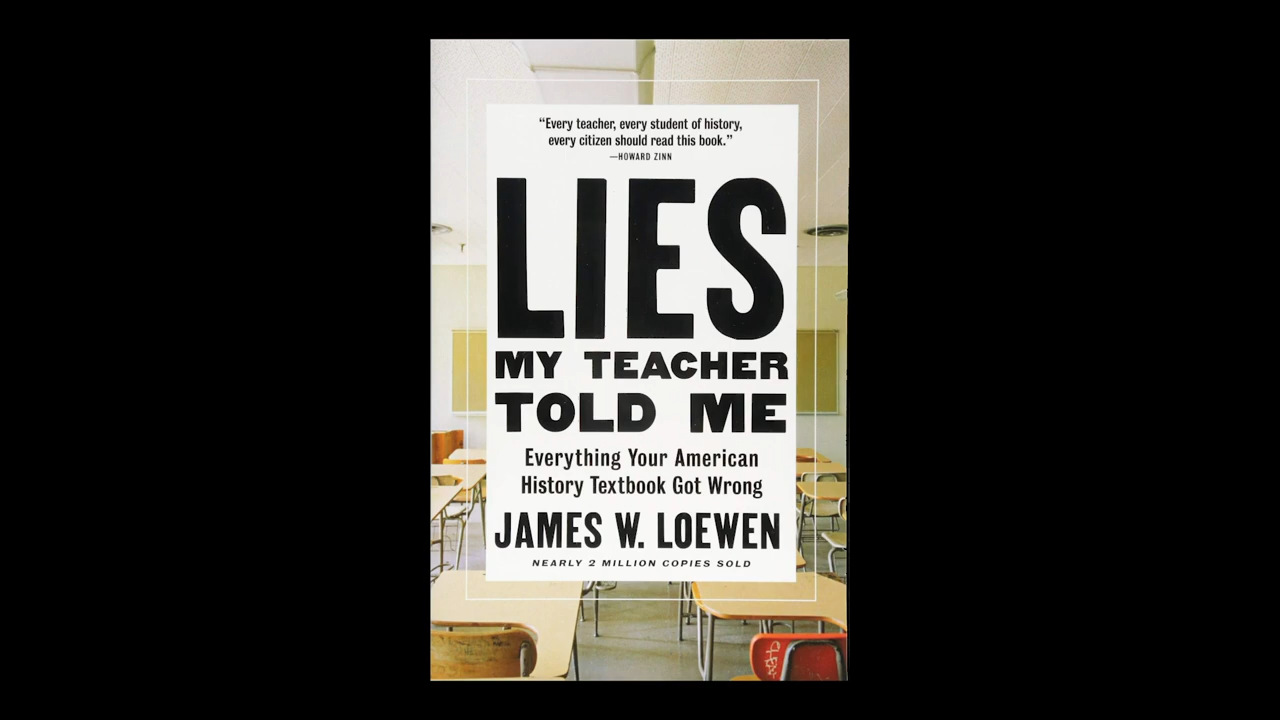 “Every teacher, every student of history,
every citizen should read this book.”
—HOWARD ZINN
LIES
MY TEACHER
TOLD ME
Everything Your American
History Textbook Got Wrong
JAMES W. LOEWEN
NEARLY 2 MILLION COPIES SOLD